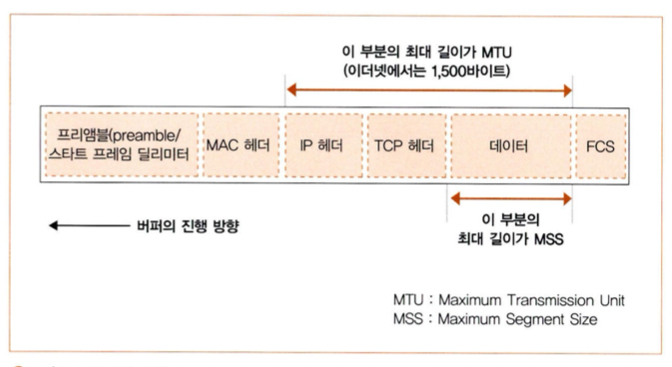 이 부분의 최대 길이가 MTU
(이더넷에서는 1,500바이트)
프리앰블(preamble/
스타트 프레임 딜리미터
MAC 헤더
IP 헤더
TCP 헤더
데이터
FCS
버퍼의 진행 방향
이 부분의
최대 길이가 MSS
MTU : Maximum Transmission Unit
MSS : Maximum Segment Size